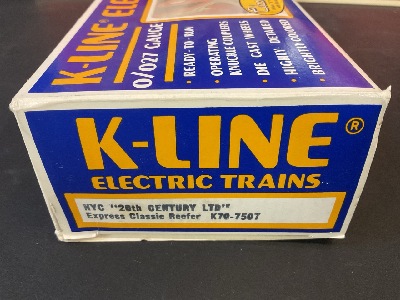 K-LINE® ELE
O/O27 GAUGE
• READY-TO-RUN
• OPERATING
KNUCKLE COUPLERS
• DIE CAST WHEELS
• HIGHLY DETAILED
• BRIGHTLY COLORED
K-LINE®
ELECTRIC TRAINS
NYC "20th CENTURY LTD"
Express Classic Reefer K70-7507